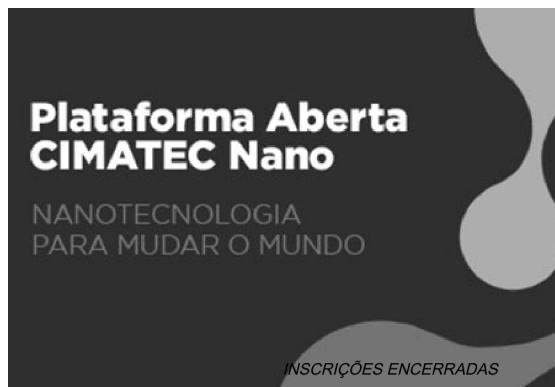 Plataforma Aberta
CIMATEC Nano
NANOTECNOLOGIA
PARA MUDAR O MUNDO
INSCRIÇÕES ENCERRADAS